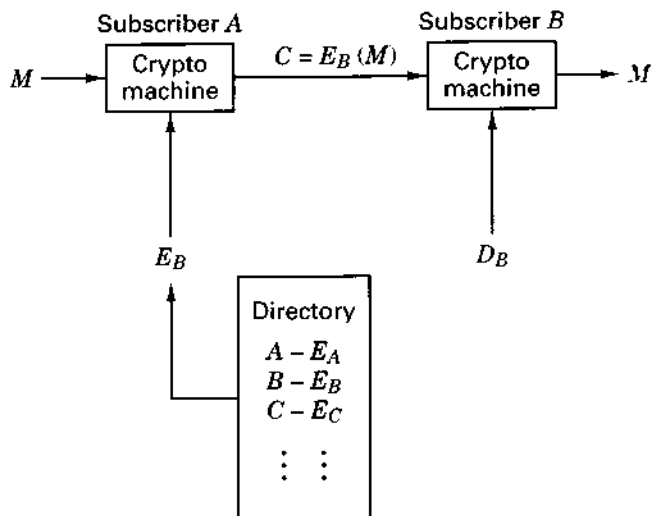 Subscriber A
Subscriber B
M
Crypto
machine
C = E_B (M)
Crypto
machine
M
E_B
D_B
Directory
A – E_A
B – E_B
C – E_C
⋮ ⋮